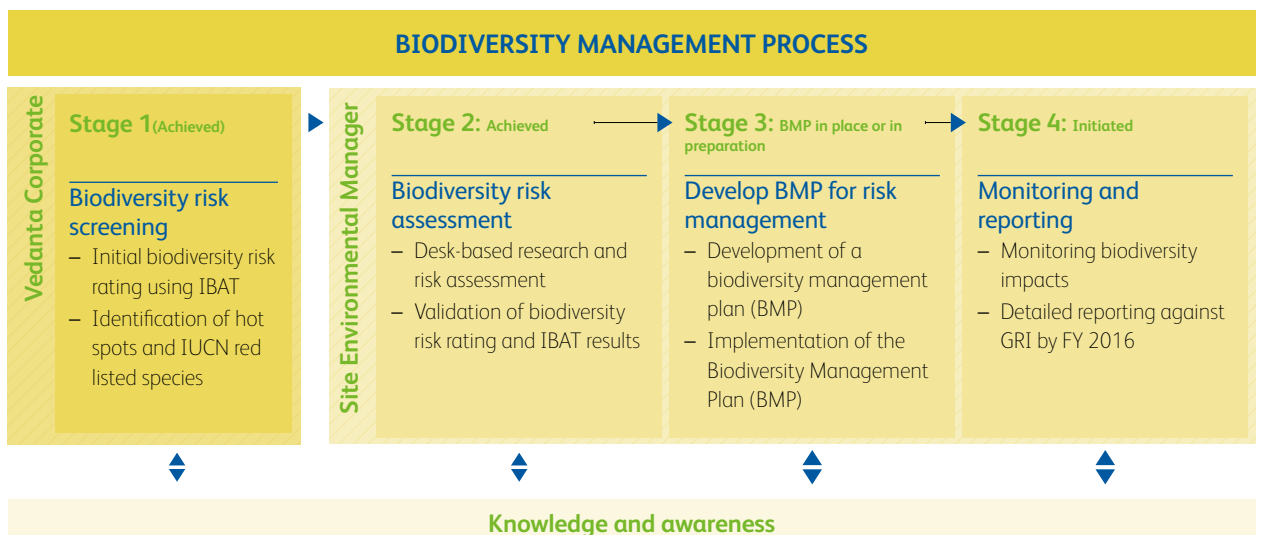 BIODIVERSITY MANAGEMENT PROCESS
Vedanta Corporate
Stage 1(Achieved)
Biodiversity risk
screening
– Initial biodiversity risk
rating using IBAT
– Identification of hot
spots and IUCN red
listed species
Site Environmental Manager
Stage 2: Achieved
Biodiversity risk
assessment
– Desk-based research and
risk assessment
– Validation of biodiversity
risk rating and IBAT results
Stage 3: BMP in place or in
preparation
Develop BMP for risk
management
– Development of a
biodiversity management
plan (BMP)
– Implementation of the
Biodiversity Management
Plan (BMP)
Stage 4: Initiated
Monitoring and
reporting
– Monitoring biodiversity
impacts
– Detailed reporting against
GRI by FY 2016
Knowledge and awareness